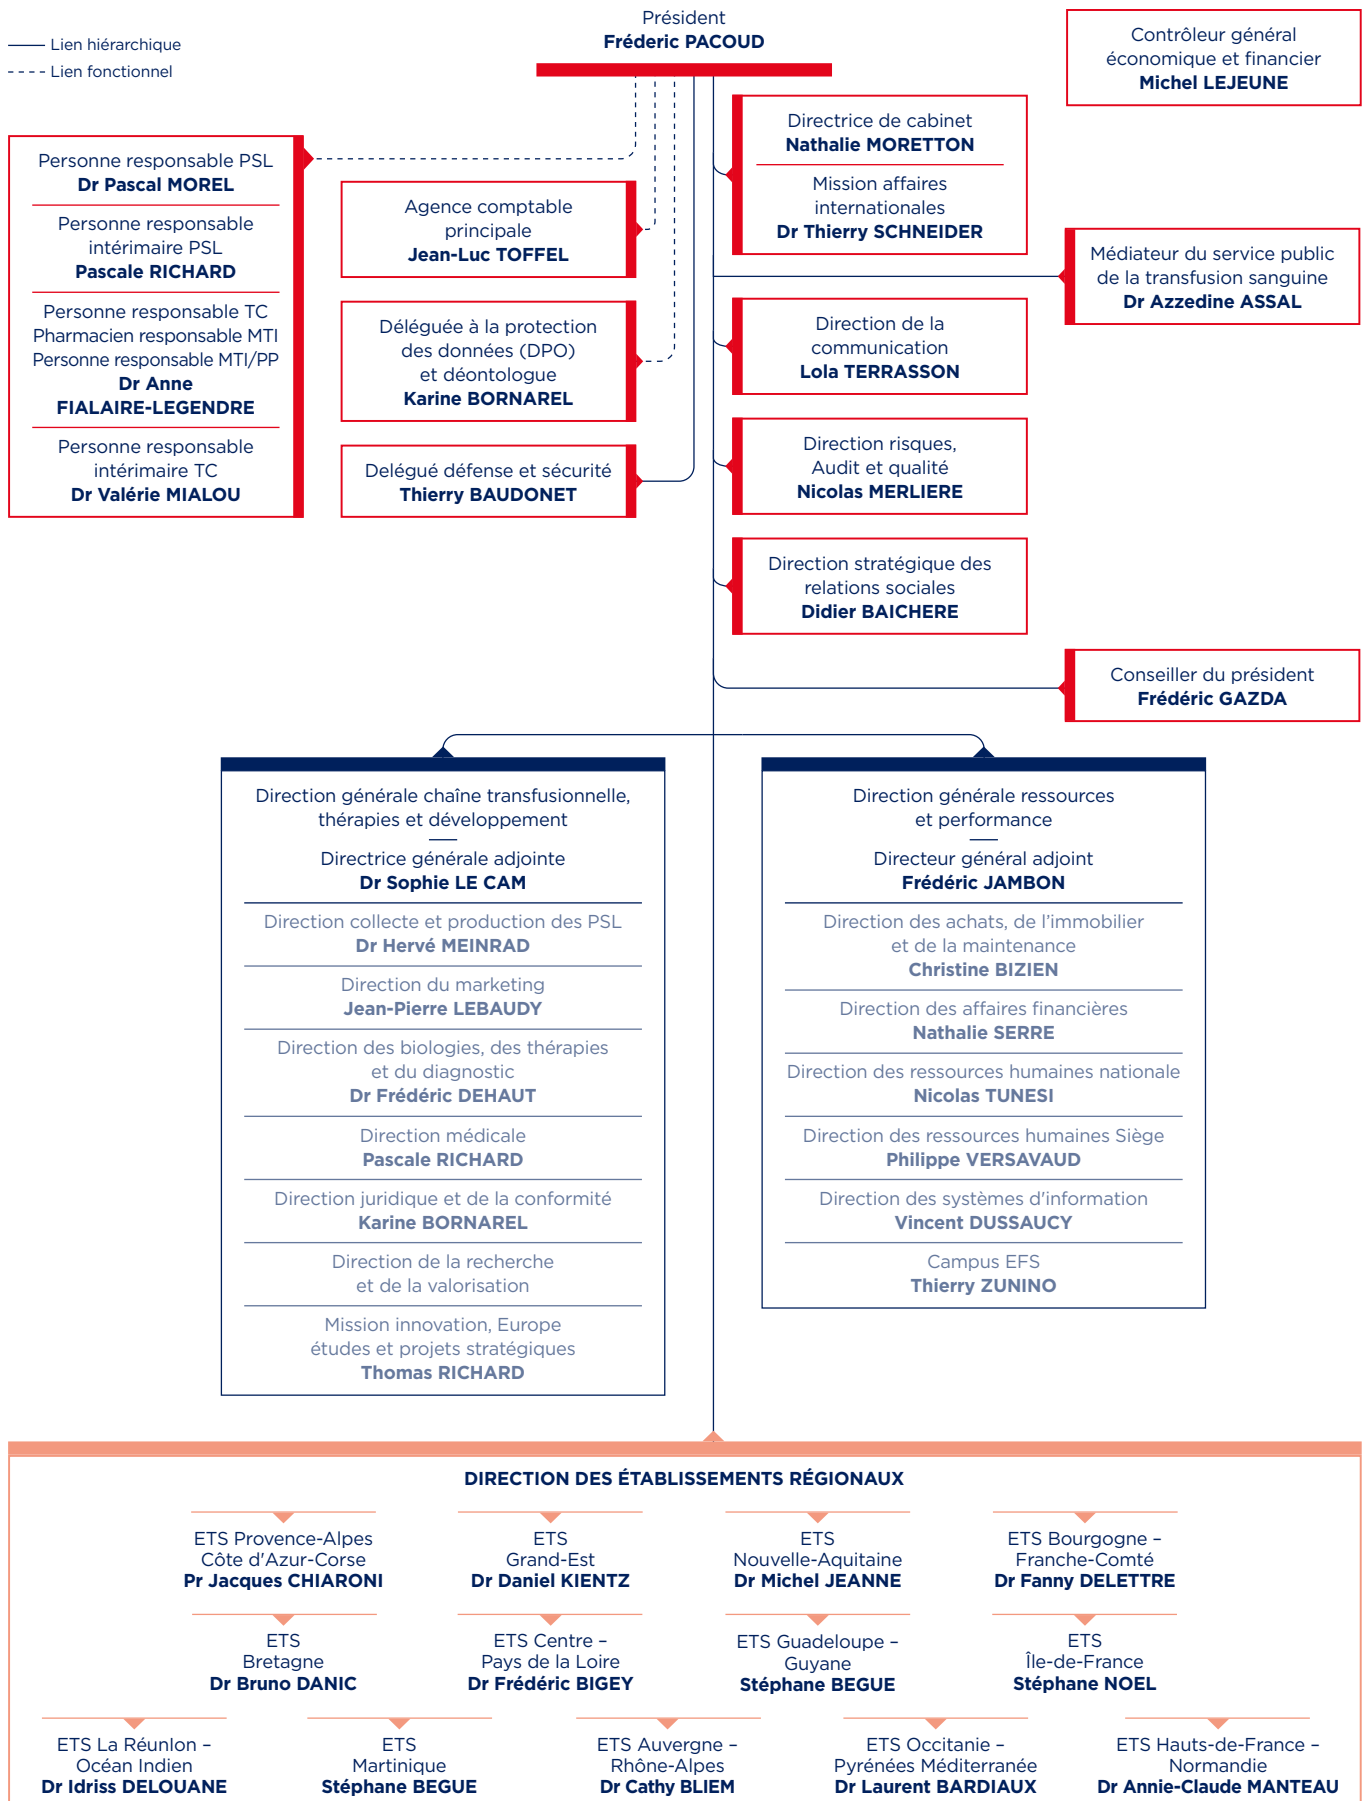 Président
Fréderic PACOUD
Lien hiérarchique
Lien fonctionnel
Contrôleur général
économique et financier
Michel LEJEUNE
Personne responsable PSL
Dr Pascal MOREL
Personne responsable
intérimaire PSL
Pascale RICHARD
Personne responsable TC
Pharmacien responsable MTI
Personne responsable MTI/PP
Dr Anne
FIALAIRE-LEGENDRE
Personne responsable
intérimaire TC
Dr Valérie MIALOU
Agence comptable
principale
Jean-Luc TOFFEL
Déléguée à la protection
des données (DPO)
et déontologue
Karine BORNAREL
Delégué défense et sécurité
Thierry BAUDONET
Directrice de cabinet
Nathalie MORETTON
Mission affaires
internationales
Dr Thierry SCHNEIDER
Médiateur du service public
de la transfusion sanguine
Dr Azzedine ASSAL
Direction de la
communication
Lola TERRASSON
Direction risques,
Audit et qualité
Nicolas MERLIERE
Direction stratégique des
relations sociales
Didier BAICHERE
Conseiller du président
Frédéric GAZDA
Direction générale chaîne transfusionnelle,
thérapies et développement
Directrice générale adjointe
Dr Sophie LE CAM
Direction collecte et production des PSL
Dr Hervé MEINRAD
Direction du marketing
Jean-Pierre LEBAUDY
Direction des biologies, des thérapies
et du diagnostic
Dr Frédéric DEHAUT
Direction médicale
Pascale RICHARD
Direction juridique et de la conformité
Karine BORNAREL
Direction de la recherche
et de la valorisation
Mission innovation, Europe
études et projets stratégiques
Thomas RICHARD
Direction générale ressources
et performance
Directeur général adjoint
Frédéric JAMBON
Direction des achats, de l’immobilier
et de la maintenance
Christine BIZIEN
Direction des affaires financières
Nathalie SERRE
Direction des ressources humaines nationale
Nicolas TUNESI
Direction des ressources humaines Siège
Philippe VERSAVAUD
Direction des systèmes d'information
Vincent DUSSAUCY
Campus EFS
Thierry ZUNINO
DIRECTION DES ÉTABLISSEMENTS RÉGIONAUX
ETS Provence-Alpes
Côte d'Azur-Corse
Pr Jacques CHIARONI
ETS
Grand-Est
Dr Daniel KIENTZ
ETS
Nouvelle-Aquitaine
Dr Michel JEANNE
ETS Bourgogne –
Franche-Comté
Dr Fanny DELETTRE
ETS
Bretagne
Dr Bruno DANIC
ETS Centre –
Pays de la Loire
Dr Frédéric BIGEY
ETS Guadeloupe –
Guyane
Stéphane BEGUE
ETS
Île-de-France
Stéphane NOEL
ETS La RéunIon –
Océan Indien
Dr Idriss DELOUANE
ETS
Martinique
Stéphane BEGUE
ETS Auvergne –
Rhône-Alpes
Dr Cathy BLIEM
ETS Occitanie –
Pyrénées Méditerranée
Dr Laurent BARDIAUX
ETS Hauts-de-France –
Normandie
Dr Annie-Claude MANTEAU